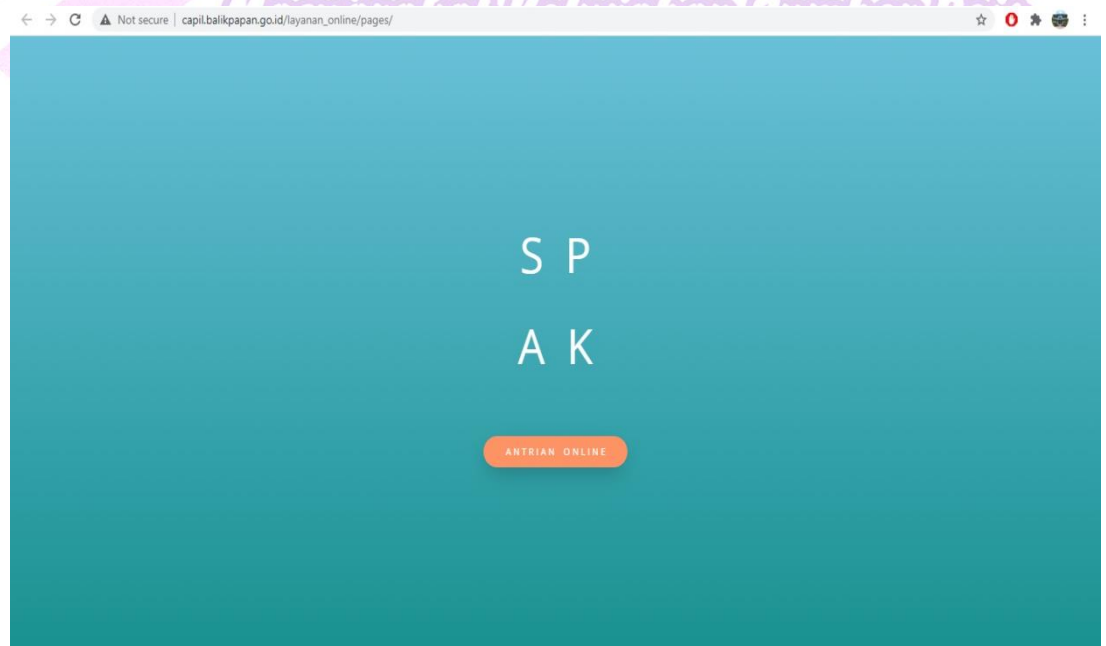 Not secure | capil.balikpapan.go.id/layanan_online/pages/
S P
A K
ANTRIAN ONLINE